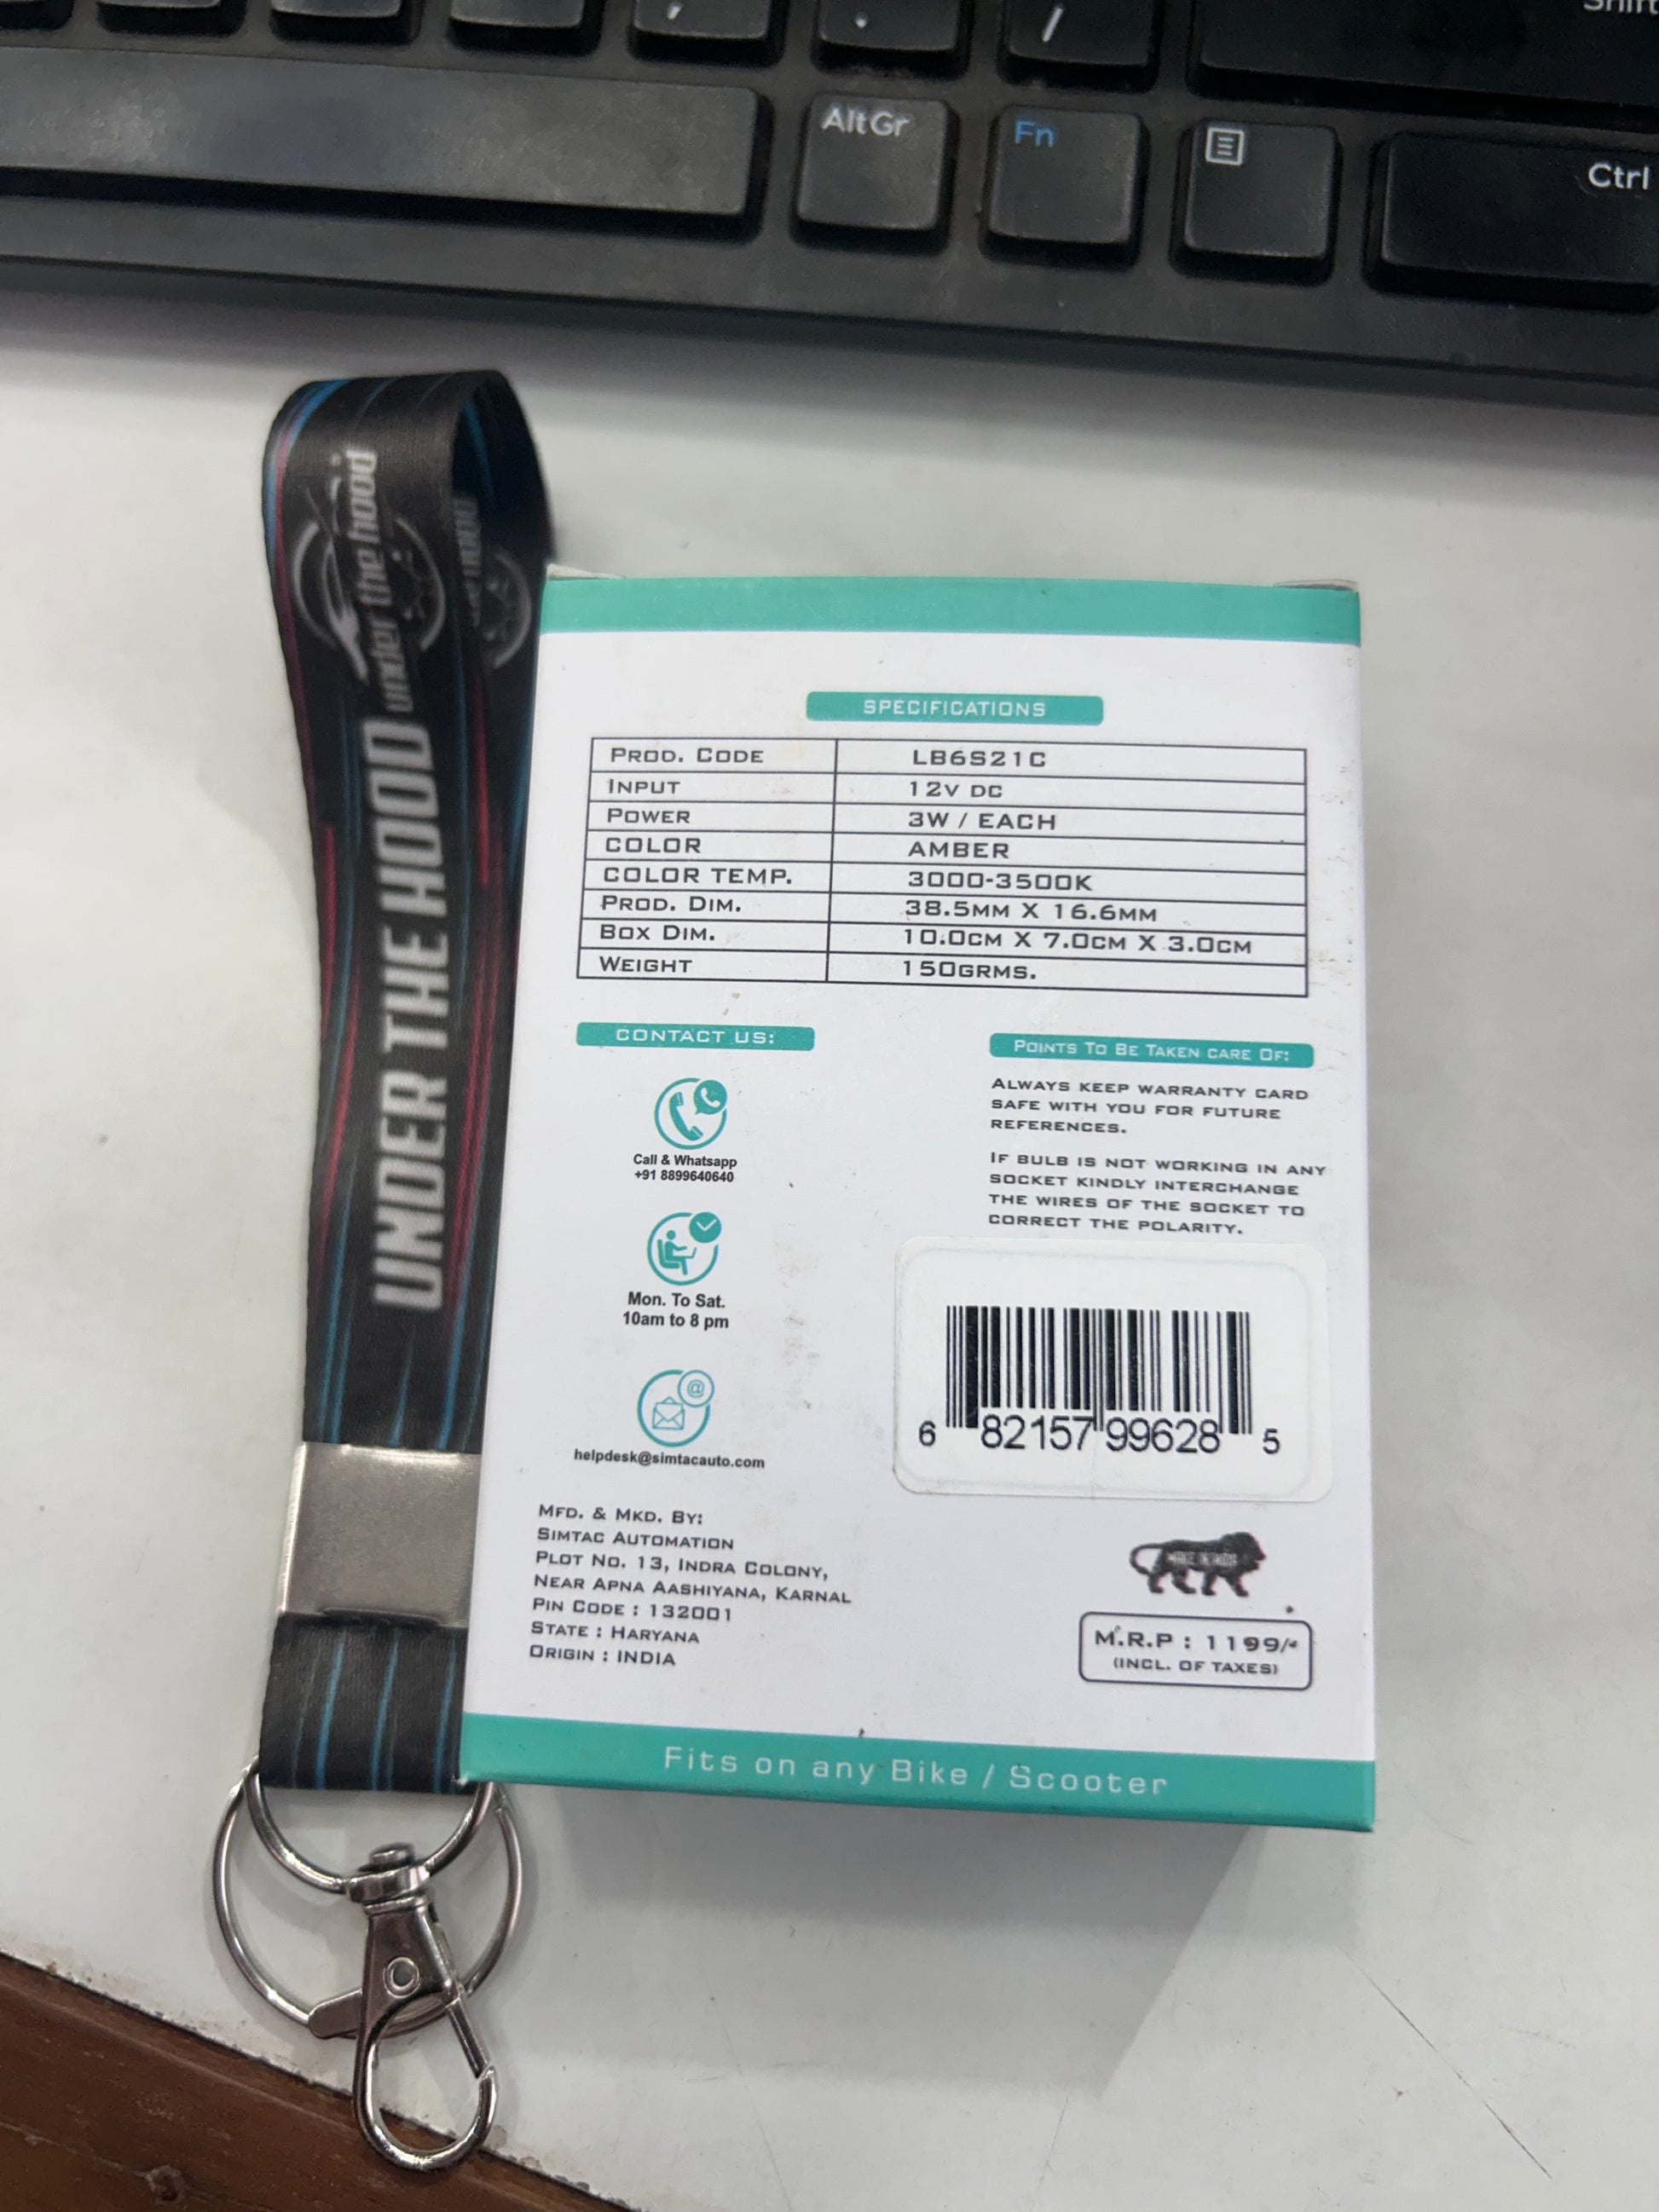 Shift
AltGr
Fn
Ctrl
under the hood
UNDER THE HOOD
SPECIFICATIONS
PROD. CODE LB6S21C
INPUT 12V DC
POWER 3W / EACH
COLOR AMBER
COLOR TEMP. 3000-3500K
PROD. DIM. 38.5MM X 16.6MM
BOX DIM. 10.0CM X 7.0CM X 3.0CM
WEIGHT 150GRMS.
CONTACT US:
Call & Whatsapp
+91 8899640640
Mon. To Sat.
10am to 8 pm
helpdesk@simtacauto.com
MFD. & MKD. BY:
SIMTAC AUTOMATION
PLOT NO. 13, INDRA COLONY,
NEAR APNA AASHIYANA, KARNAL
PIN CODE : 132001
STATE : HARYANA
ORIGIN : INDIA
POINTS TO BE TAKEN CARE OF:
ALWAYS KEEP WARRANTY CARD
SAFE WITH YOU FOR FUTURE
REFERENCES.
IF BULB IS NOT WORKING IN ANY
SOCKET KINDLY INTERCHANGE
THE WIRES OF THE SOCKET TO
CORRECT THE POLARITY.
6 82157 99628 5
MAKE IN INDIA
M.R.P : 1199/-
(INCL. OF TAXES)
Fits on any Bike / Scooter